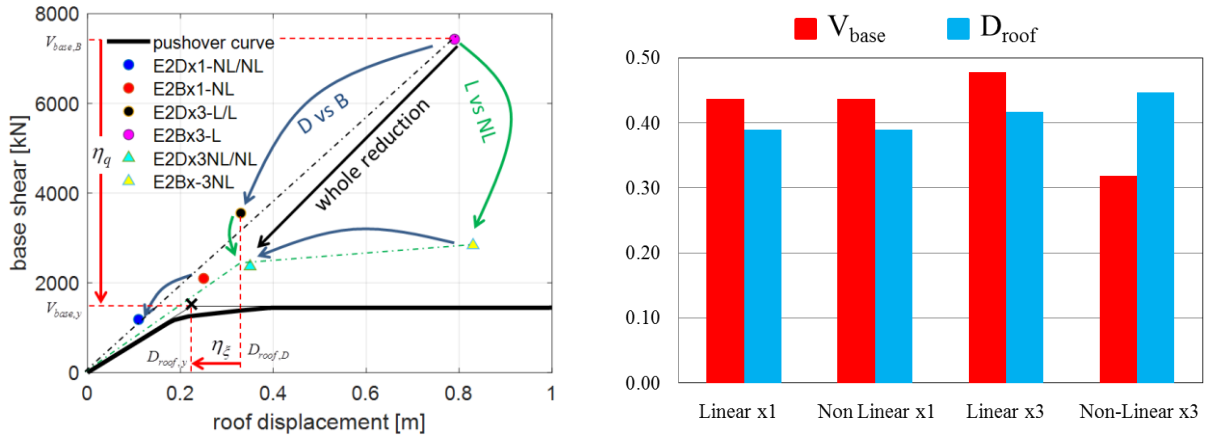 8000
V_base,B
pushover curve
E2Dx1-NL/NL
E2Bx1-NL
E2Dx3-L/L
E2Bx3-L
E2Dx3NL/NL
E2Bx-3NL
6000
4000
2000
0
V_base,y
η_q
D vs B
L vs NL
whole reduction
η_ξ
D_roof,y
D_roof,D
0
0.2
0.4
0.6
0.8
1
base shear [kN]
roof displacement [m]
V_base
D_roof
0.50
0.40
0.30
0.20
0.10
0.00
Linear x1
Non Linear x1
Linear x3
Non-Linear x3